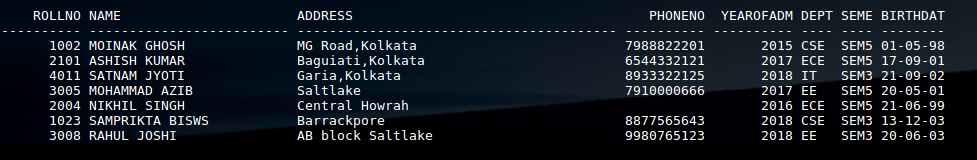 ROLLNO NAME ADDRESS PHONENO YEAROFADM DEPT SEME BIRTHDAT
---------- ------------------------- ---------------------------------------- ---------- ---------- ---- ---- ---------
1002 MOINAK GHOSH MG Road,Kolkata 7988822201 2015 CSE SEM5 01-05-98
2101 ASHISH KUMAR Baguiati,Kolkata 6544332121 2017 ECE SEM5 17-09-01
4011 SATNAM JYOTI Garia,Kolkata 8933322125 2018 IT SEM3 21-09-02
3005 MOHAMMAD AZIB Saltlake 7910000666 2017 EE SEM5 20-05-01
2004 NIKHIL SINGH Central Howrah 2016 ECE SEM5 21-06-99
1023 SAMPRIKTA BISWS Barrackpore 8877565643 2018 CSE SEM3 13-12-03
3008 RAHUL JOSHI AB block Saltlake 9980765123 2018 EE SEM3 20-06-03